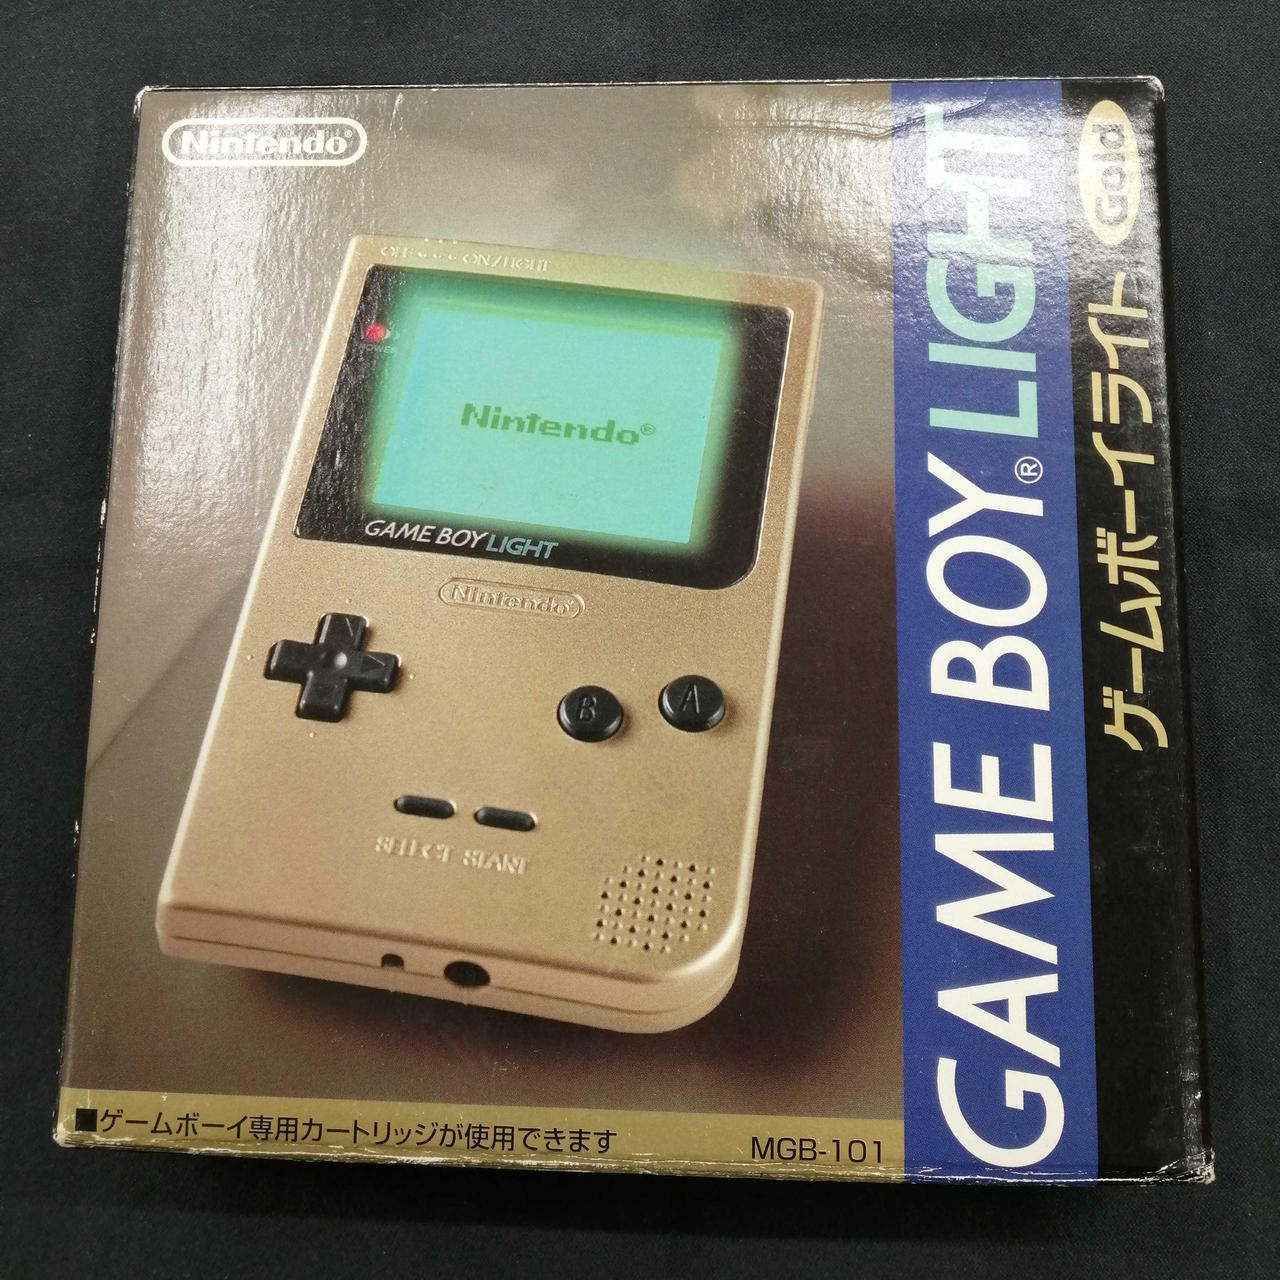 Nintendo®
OFF • • • • ON/LIGHT
POWER
Nintendo®
GAME BOY LIGHT
Nintendo®
B
A
SELECT START
■ゲームボーイ専用カートリッジが使用できます
MGB-101
GAME BOY® LIGHT
ゲームボーイライト
Gold